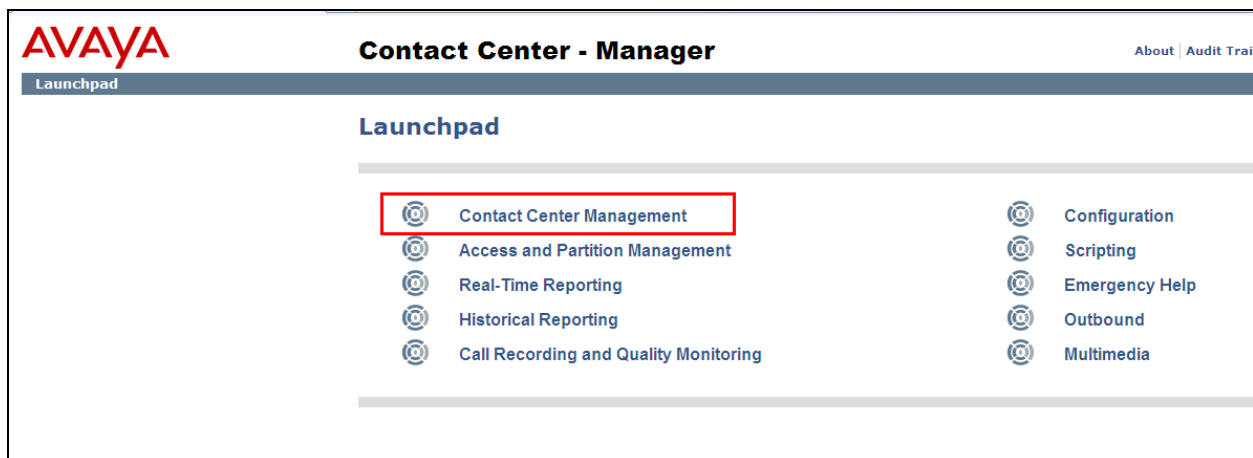 AVAYA
Contact Center - Manager
About | Audit Trai
Launchpad
Launchpad
Contact Center Management
Configuration
Access and Partition Management
Scripting
Real-Time Reporting
Emergency Help
Historical Reporting
Outbound
Call Recording and Quality Monitoring
Multimedia